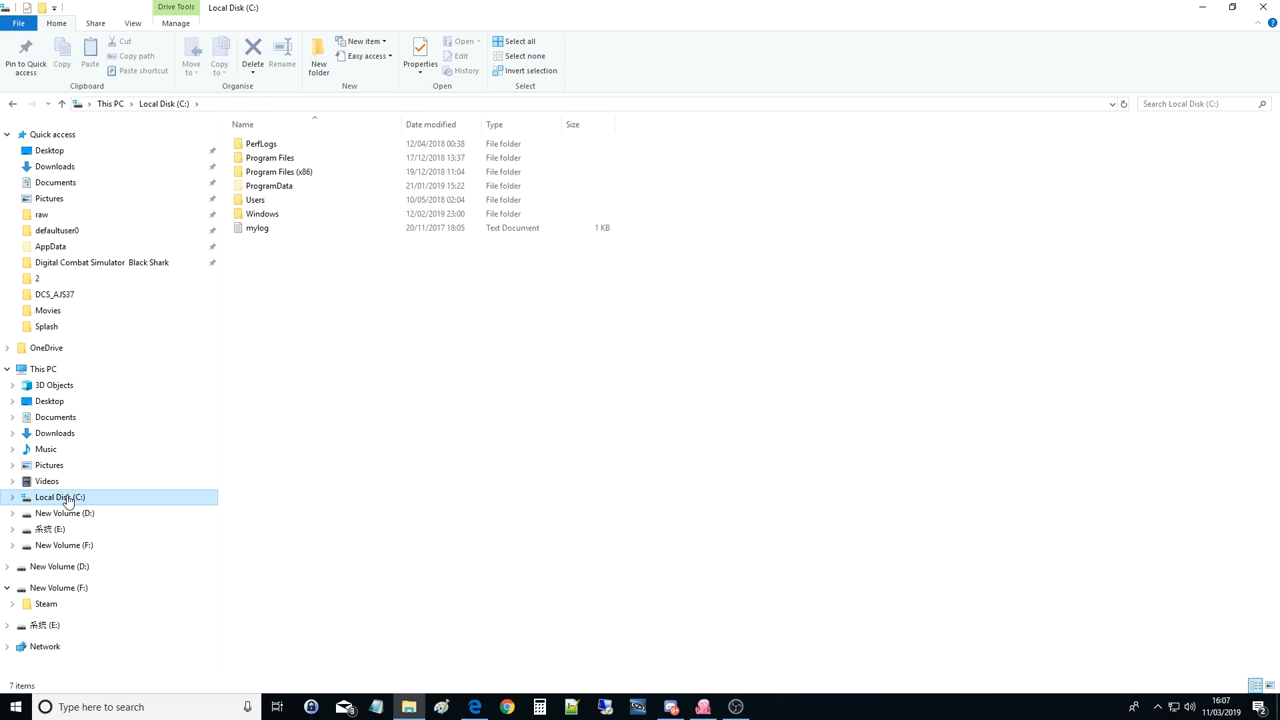 Drive Tools Local Disk (C:)
File Home Share View Manage
Pin to Quick access
Copy
Paste
Cut
Copy path
Paste shortcut
Clipboard
Move to
Copy to
Delete
Rename
Organise
New folder
New item
Easy access
New
Properties
Open
Edit
History
Open
Select all
Select none
Invert selection
Select
This PC Local Disk (C:)
Search Local Disk (C:)
Quick access
Desktop
Downloads
Documents
Pictures
raw
defaultuser0
AppData
Digital Combat Simulator Black Shark
2
DCS_AJS37
Movies
Splash
OneDrive
This PC
3D Objects
Desktop
Documents
Downloads
Music
Pictures
Videos
Local Disk (C:)
New Volume (D:)
系统 (E:)
New Volume (F:)
New Volume (D:)
New Volume (F:)
Steam
系统 (E:)
Network
Name Date modified Type Size
PerfLogs 12/04/2018 00:38 File folder
Program Files 17/12/2018 13:37 File folder
Program Files (x86) 19/12/2018 11:04 File folder
ProgramData 21/01/2019 15:22 File folder
Users 10/05/2018 02:04 File folder
Windows 12/02/2019 23:00 File folder
mylog 20/11/2017 18:05 Text Document 1 KB
7 items
Type here to search
16:07
11/03/2019
2